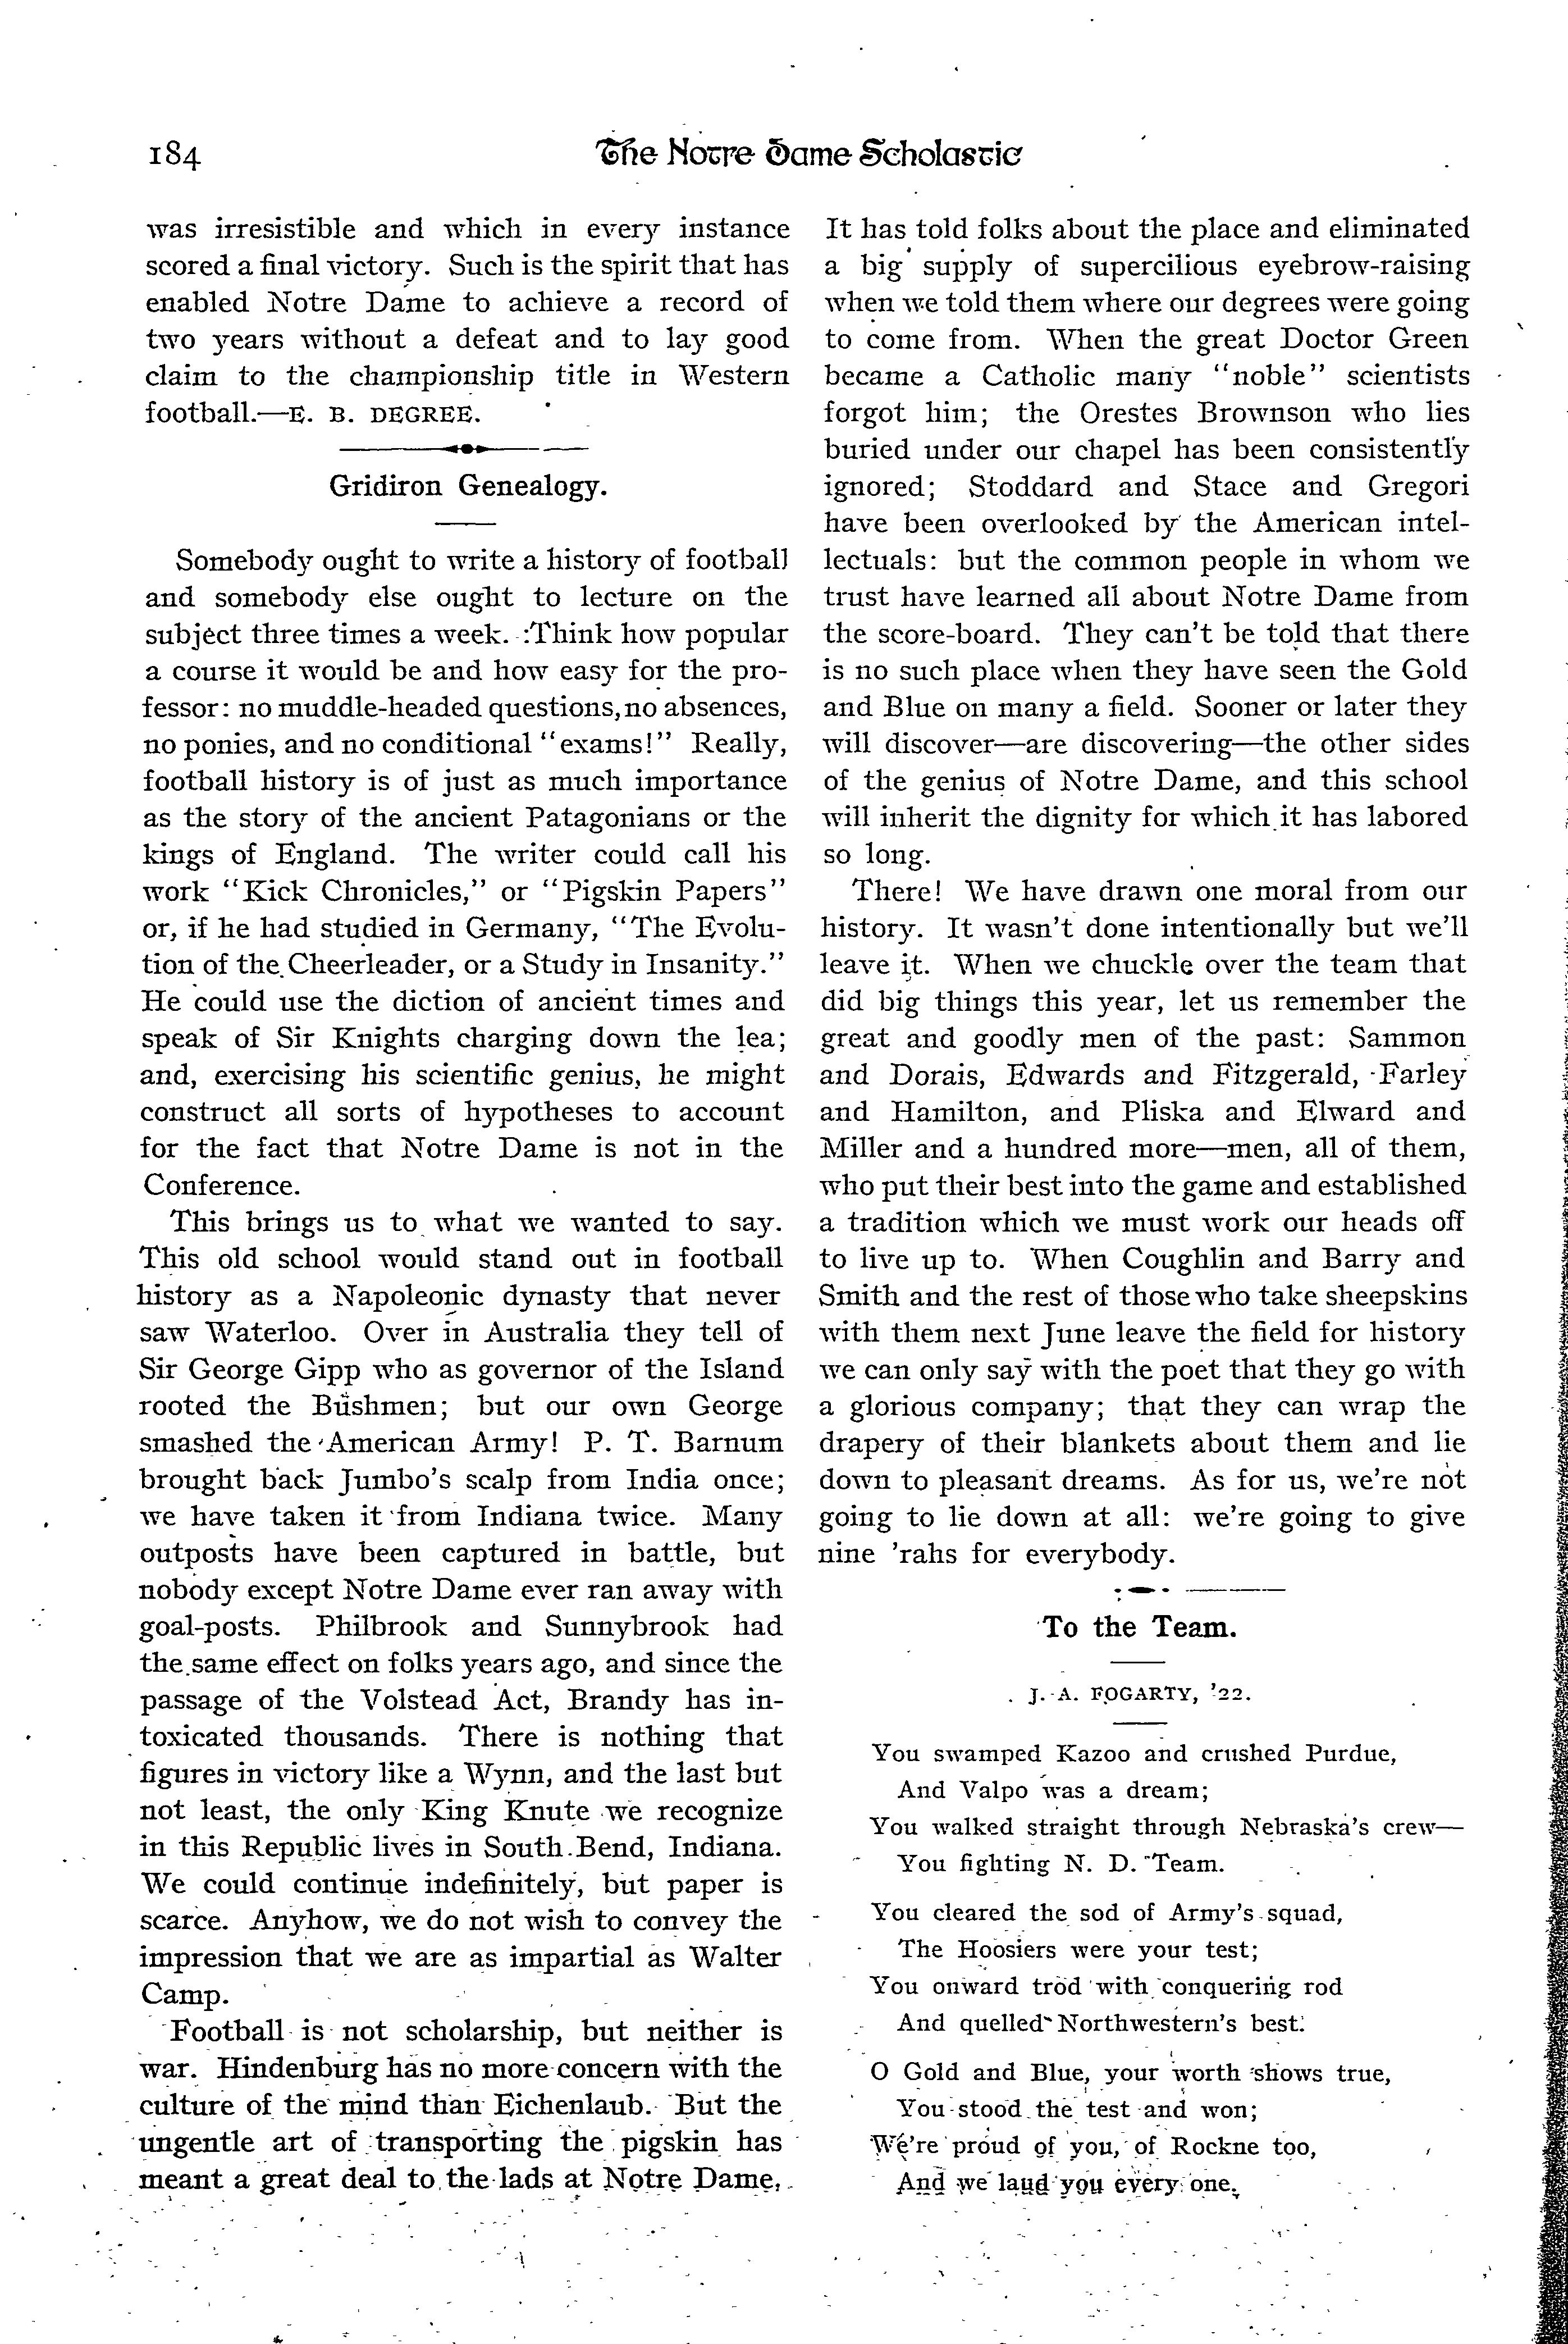 184
The Notre Dame Scholastic
was irresistible and which in every instance
scored a final victory. Such is the spirit that has
enabled Notre Dame to achieve a record of
two years without a defeat and to lay good
claim to the championship title in Western
football.—E. B. DEGREE.
Gridiron Genealogy.
Somebody ought to write a history of football
and somebody else ought to lecture on the
subject three times a week. :Think how popular
a course it would be and how easy for the pro-
fessor: no muddle-headed questions, no absences,
no ponies, and no conditional "exams!" Really,
football history is of just as much importance
as the story of the ancient Patagonians or the
kings of England. The writer could call his
work "Kick Chronicles," or "Pigskin Papers"
or, if he had studied in Germany, "The Evolu-
tion of the Cheerleader, or a Study in Insanity."
He could use the diction of ancient times and
speak of Sir Knights charging down the lea;
and, exercising his scientific genius, he might
construct all sorts of hypotheses to account
for the fact that Notre Dame is not in the
Conference.
This brings us to what we wanted to say.
This old school would stand out in football
history as a Napoleonic dynasty that never
saw Waterloo. Over in Australia they tell of
Sir George Gipp who as governor of the Island
rooted the Bushmen; but our own George
smashed the American Army! P. T. Barnum
brought back Jumbo's scalp from India once;
we have taken it from Indiana twice. Many
outposts have been captured in battle, but
nobody except Notre Dame ever ran away with
goal-posts. Philbrook and Sunnybrook had
the same effect on folks years ago, and since the
passage of the Volstead Act, Brandy has in-
toxicated thousands. There is nothing that
figures in victory like a Wynn, and the last but
not least, the only King Knute we recognize
in this Republic lives in South Bend, Indiana.
We could continue indefinitely, but paper is
scarce. Anyhow, we do not wish to convey the
impression that we are as impartial as Walter
Camp.
Football is not scholarship, but neither is
war. Hindenburg has no more concern with the
culture of the mind than Eichenlaub. But the
ungentle art of transporting the pigskin has
meant a great deal to the lads at Notre Dame.
It has told folks about the place and eliminated
a big supply of supercilious eyebrow-raising
when we told them where our degrees were going
to come from. When the great Doctor Green
became a Catholic many "noble" scientists
forgot him; the Orestes Brownson who lies
buried under our chapel has been consistently
ignored; Stoddard and Stace and Gregori
have been overlooked by the American intel-
lectuals: but the common people in whom we
trust have learned all about Notre Dame from
the score-board. They can't be told that there
is no such place when they have seen the Gold
and Blue on many a field. Sooner or later they
will discover—are discovering—the other sides
of the genius of Notre Dame, and this school
will inherit the dignity for which it has labored
so long.
There! We have drawn one moral from our
history. It wasn't done intentionally but we'll
leave it. When we chuckle over the team that
did big things this year, let us remember the
great and goodly men of the past: Sammon
and Dorais, Edwards and Fitzgerald, Farley
and Hamilton, and Pliska and Elward and
Miller and a hundred more—men, all of them,
who put their best into the game and established
a tradition which we must work our heads off
to live up to. When Coughlin and Barry and
Smith and the rest of those who take sheepskins
with them next June leave the field for history
we can only say with the poet that they go with
a glorious company; that they can wrap the
drapery of their blankets about them and lie
down to pleasant dreams. As for us, we're not
going to lie down at all: we're going to give
nine 'rahs for everybody.
To the Team.
J. A. FOGARTY, '22.
You swamped Kazoo and crushed Purdue,
And Valpo was a dream;
You walked straight through Nebraska's crew—
You fighting N. D. Team.
You cleared the sod of Army's squad,
The Hoosiers were your test;
You onward trod with conquering rod
And quelled Northwestern's best.
O Gold and Blue, your worth shows true,
You stood the test and won;
We're proud of you, of Rockne too,
And we laud you every one.